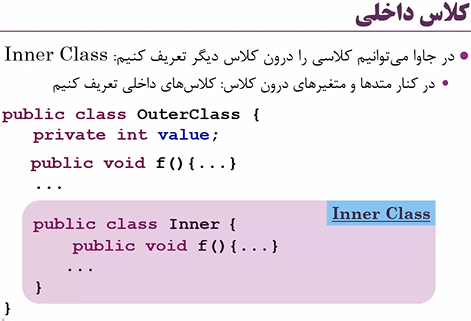 کلاس داخلی
در جاوا می‌توانیم کلاسی را درون کلاس دیگر تعریف کنیم: Inner Class
در کنار متدها و متغیرهای درون کلاس: کلاس‌های داخلی تعریف کنیم
public class OuterClass {
private int value;
public void f(){...}
...
Inner Class
public class Inner {
public void f(){...}
...
}
}